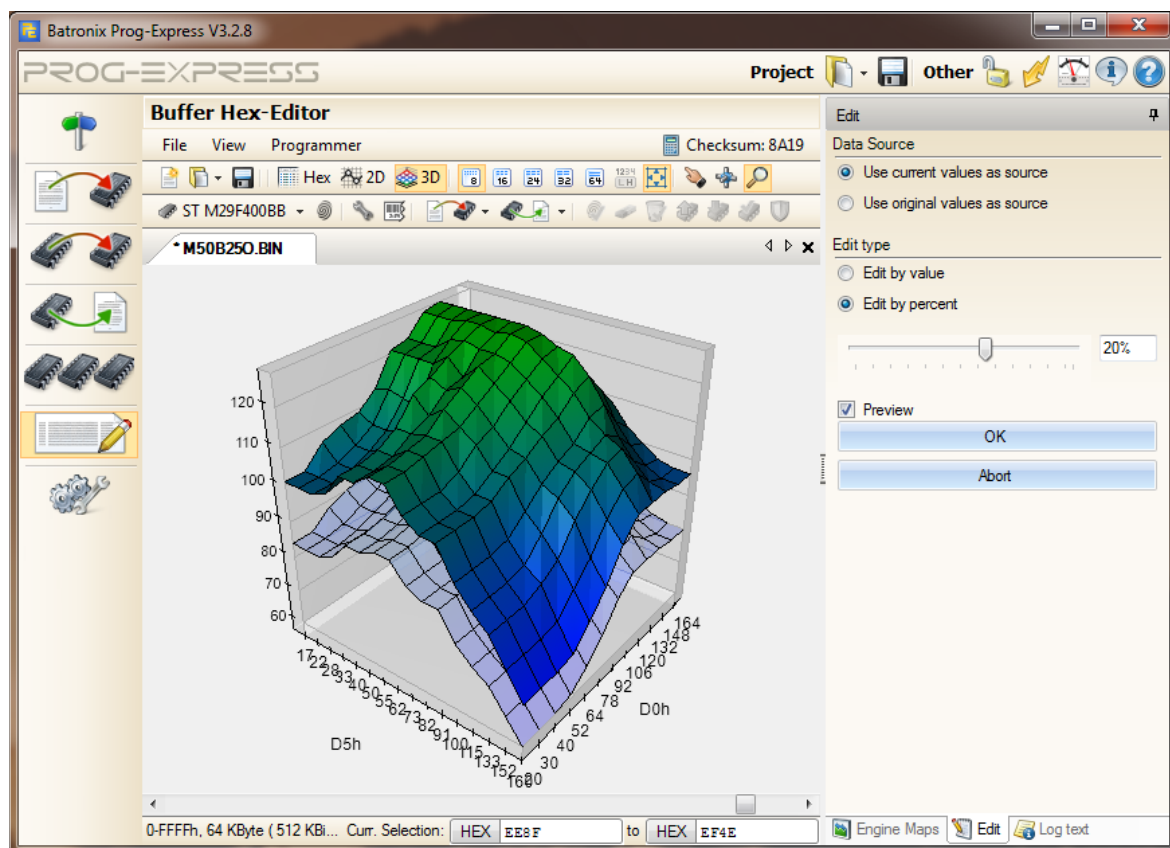 Batronix Prog-Express V3.2.8
PROG-EXPRESS
Project
Other
Buffer Hex-Editor
File View Programmer
Checksum: 8A19
Hex 2D 3D 8 16 24 32 64 1234 L H
ST M29F400BB
* M50B25O.BIN
120
110
100
90
80
70
60
17
22
28
33
40
50
55
62
73
82
91
100
115
133
152
160
D5h
20
30
40
52
64
78
92
106
120
132
148
164
D0h
0-FFFFh, 64 KByte ( 512 KBi... Curr. Selection: HEX EE8F to HEX EF4E
Edit
Data Source
Use current values as source
Use original values as source
Edit type
Edit by value
Edit by percent
20%
Preview
OK
Abort
Engine Maps Edit Log text